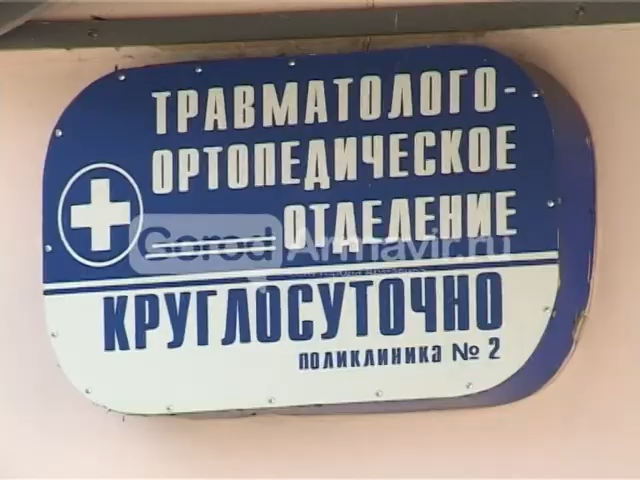 ТРАВМАТОЛОГО-
ОРТОПЕДИЧЕСКОЕ
ОТДЕЛЕНИЕ
Gorod Armavir.ru
КРУГЛОСУТОЧНО
ПОЛИКЛИНИКА № 2